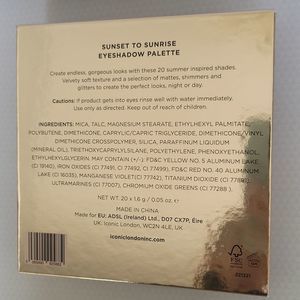 SUNSET TO SUNRISE
EYESHADOW PALETTE
Create endless, gorgeous looks with these 20 summer inspired shades.
Velvety soft texture and a selection of mattes, shimmers and
glitters to create the perfect looks, night or day.
Cautions: If product gets into eyes rinse well with water immediately.
Use only as directed. Keep out of reach of children.
INGREDIENTS: MICA, TALC, MAGNESIUM STEARATE, ETHYLHEXYL PALMITATE,
POLYBUTENE, DIMETHICONE, CAPRYLIC/CAPRIC TRIGLYCERIDE, DIMETHICONE/VINYL
DIMETHICONE CROSSPOLYMER, SILICA, PARAFFINUM LIQUIDUM
(MINERAL OIL), TRIETHOXYCAPRYLYLSILANE, POLYETHYLENE, PHENOXYETHANOL,
ETHYLHEXYLGLYCERIN. MAY CONTAIN (+/-): FD&C YELLOW NO. 5 ALUMINUM LAKE
(CI 19140), IRON OXIDES (CI 77491, CI 77492, CI 77499), FD&C RED NO. 40 ALUMINUM
LAKE (CI 16035), MANGANESE VIOLET(CI 77742), TITANIUM DIOXIDE (CI 77891)
ULTRAMARINES (CI 77007), CHROMIUM OXIDE GREENS (CI 77288)
NET. 20 x 1.6 g / 0.05 oz.
MADE IN CHINA
Made for EU: ADSL (Ireland) Ltd., D07 CX7P, Éire
UK: Iconic London, WC2N 4LE, UK
iconiclondoninc.com
FSC